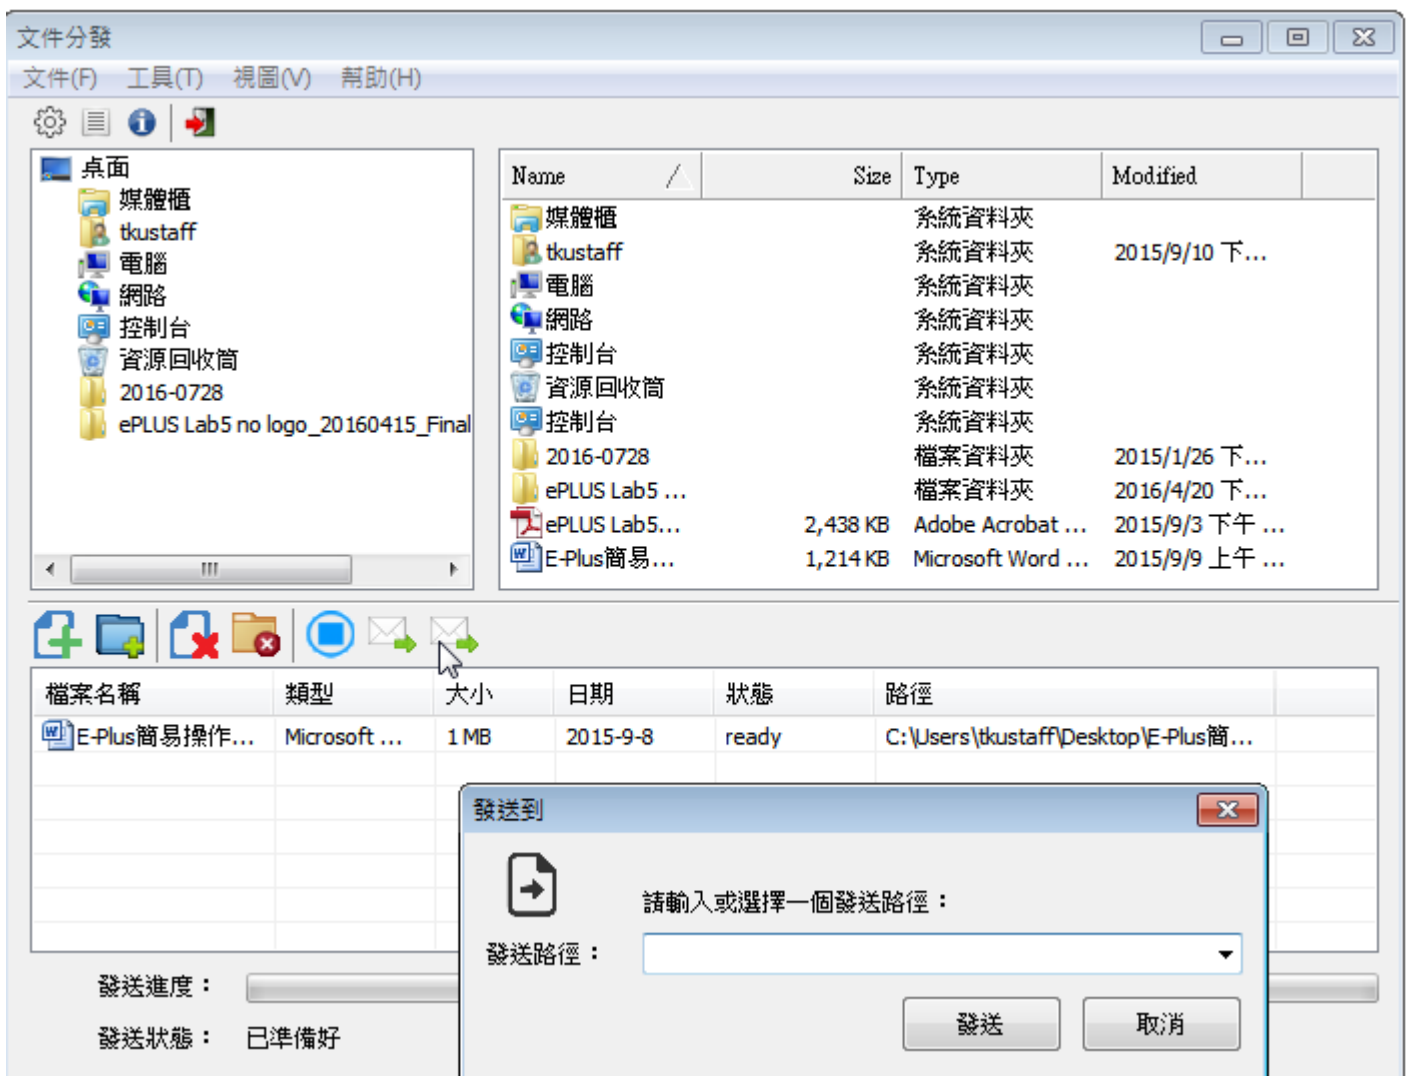 文件分發
文件(F) 工具(T) 視圖(V) 幫助(H)
桌面
媒體櫃
tkustaff
電腦
網路
控制台
資源回收筒
2016-0728
ePLUS Lab5 no logo_20160415_Final
Name Size Type Modified
媒體櫃 系統資料夾
tkustaff 系統資料夾 2015/9/10 下...
電腦 系統資料夾
網路 系統資料夾
控制台 系統資料夾
資源回收筒 系統資料夾
控制台 系統資料夾
2016-0728 檔案資料夾 2015/1/26 下...
ePLUS Lab5 ... 檔案資料夾 2016/4/20 下...
ePLUS Lab5... 2,438 KB Adobe Acrobat ... 2015/9/3 下午 ...
E-Plus簡易... 1,214 KB Microsoft Word ... 2015/9/9 上午 ...
檔案名稱 類型 大小 日期 狀態 路徑
E-Plus簡易操作... Microsoft ... 1 MB 2015-9-8 ready C:\Users\tkustaff\Desktop\E-Plus簡...
發送到
請輸入或選擇一個發送路徑：
發送路徑：
發送 取消
發送進度：
發送狀態： 已準備好